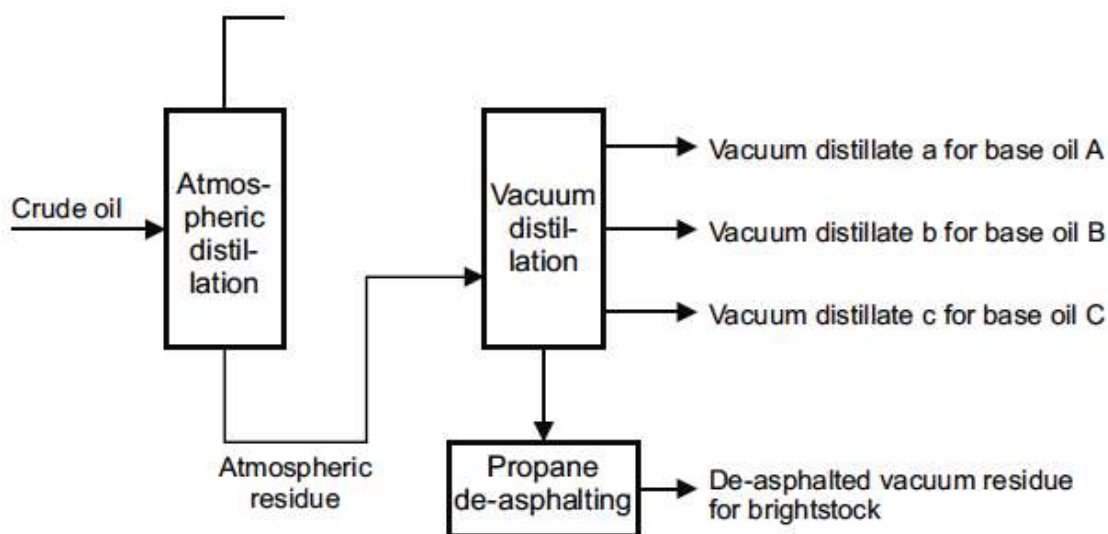 Crude oil
Atmos-
pheric
distil-
lation
Atmospheric
residue
Vacuum
distil-
lation
Vacuum distillate a for base oil A
Vacuum distillate b for base oil B
Vacuum distillate c for base oil C
Propane
de-asphalting
De-asphalted vacuum residue
for brightstock